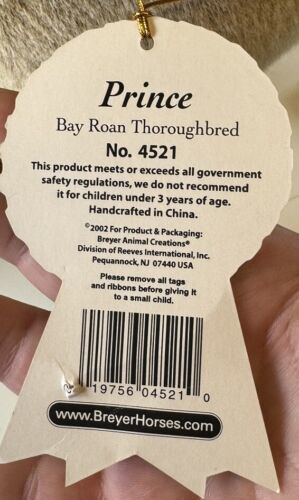 Prince
Bay Roan Thoroughbred
No. 4521
This product meets or exceeds all government
safety regulations, we do not recommend
it for children under 3 years of age.
Handcrafted in China.
©2002 For Product & Packaging:
Breyer Animal Creations®
Division of Reeves International, Inc.
Pequannock, NJ 07440 USA
Please remove all tags
and ribbons before giving it
to a small child.
19756 04521 0
www.BreyerHorses.com